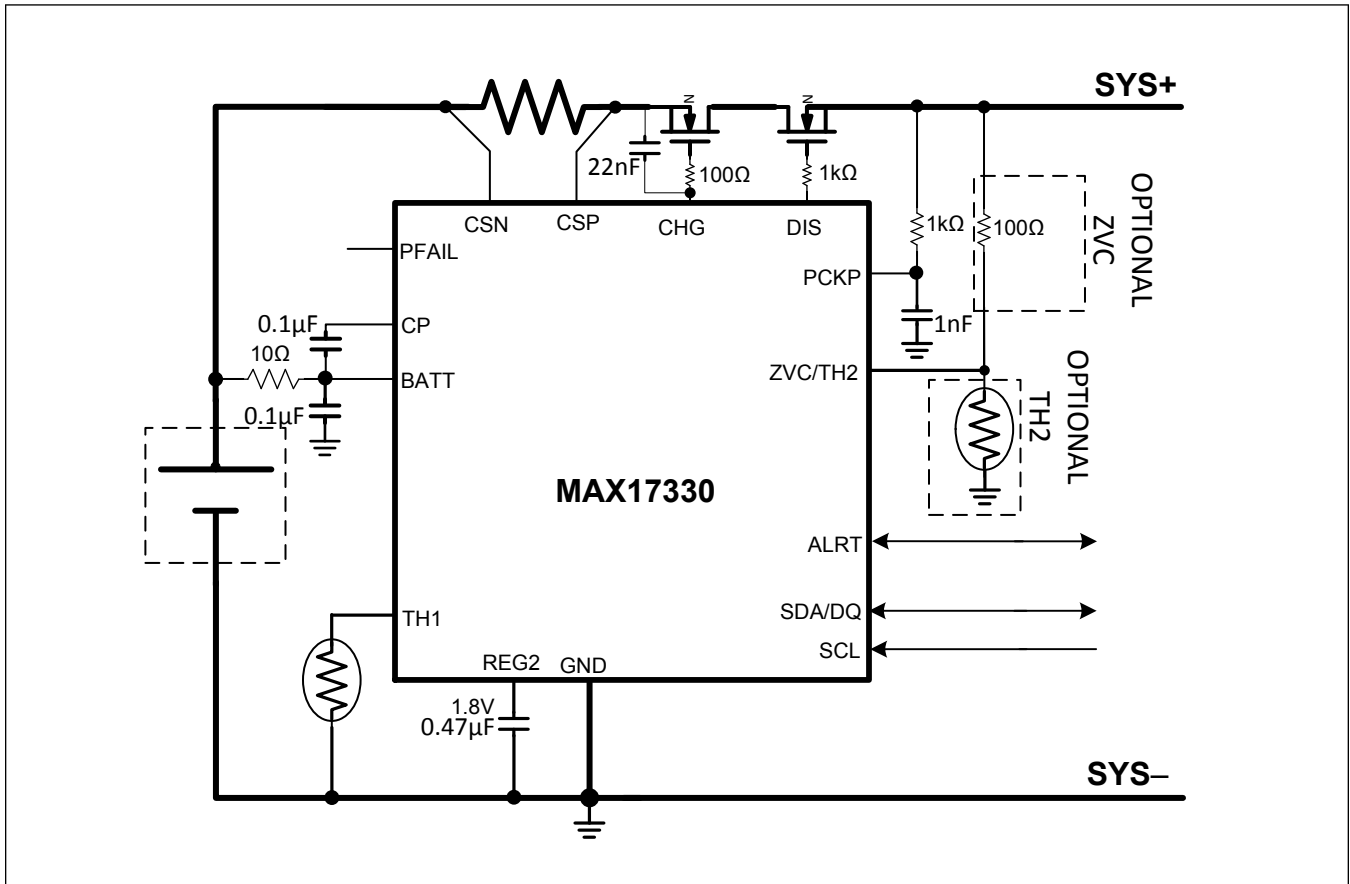 SYS+
N
N
22nF
100Ω
1kΩ
CSN
CSP
CHG
DIS
1kΩ
100Ω
OPTIONAL
ZVC
PFAIL
PCKP
0.1µF
CP
1nF
10Ω
BATT
ZVC/TH2
0.1µF
OPTIONAL
TH2
MAX17330
ALRT
TH1
SDA/DQ
SCL
REG2
GND
1.8V
0.47µF
SYS–